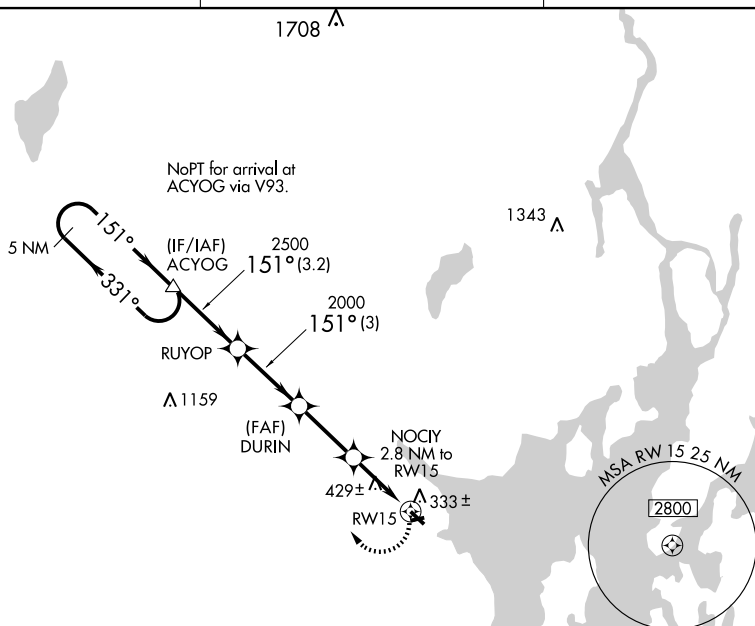 1708
NoPT for arrival at
ACYOG via V93.
1343
151°
5 NM
331°
(IF/IAF)
ACYOG
2500
151° (3.2)
2000
151° (3)
RUYOP
1159
(FAF)
DURIN
NOCIY
2.8 NM to
RW15
429±
333±
RW15
MSA RW 15 25 NM
2800